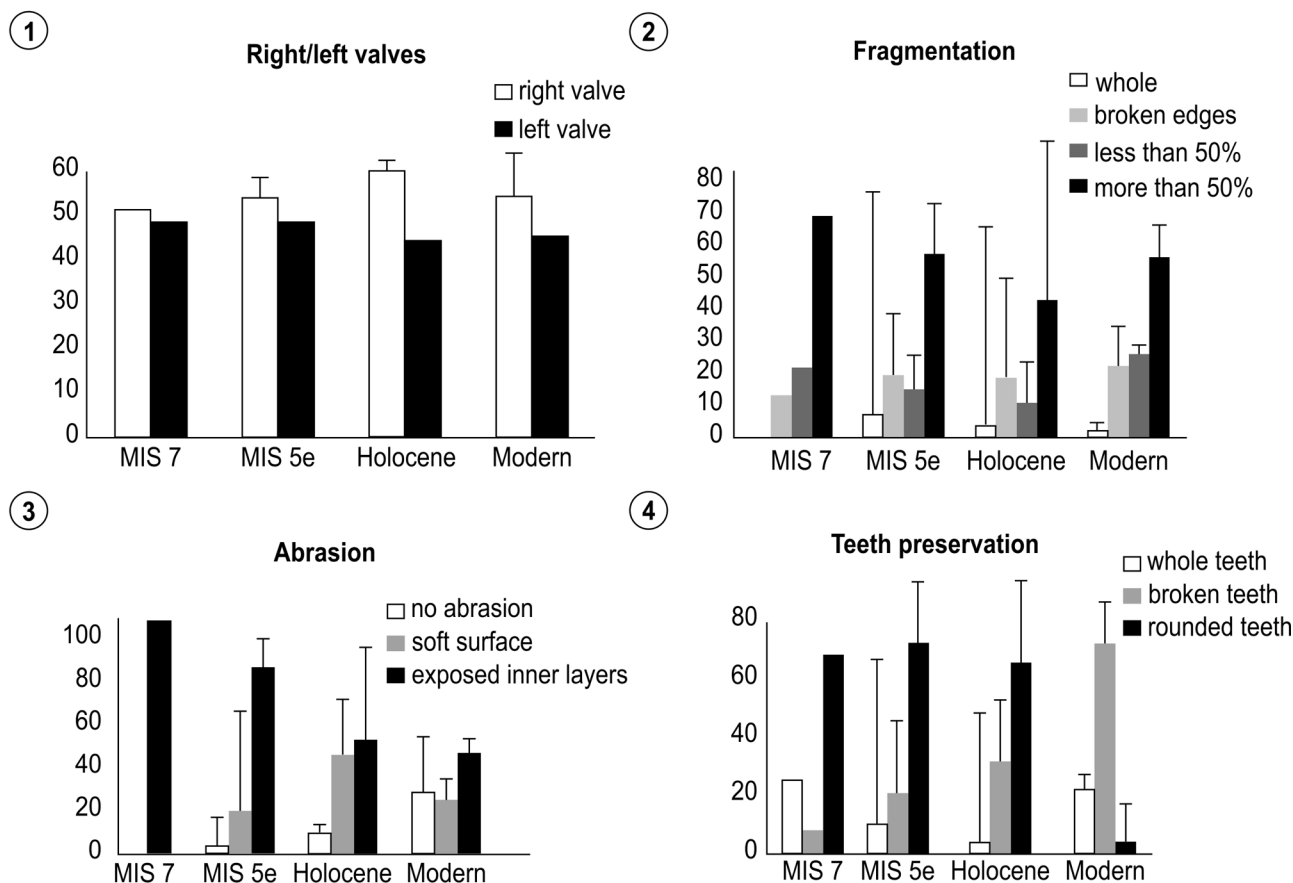 1
Right/left valves
right valve
left valve
60
50
40
30
20
10
0
MIS 7 MIS 5e Holocene Modern
2
Fragmentation
whole
broken edges
less than 50%
more than 50%
80
70
60
50
40
30
20
10
0
MIS 7 MIS 5e Holocene Modern
3
Abrasion
no abrasion
soft surface
exposed inner layers
100
80
60
40
20
0
MIS 7 MIS 5e Holocene Modern
4
Teeth preservation
whole teeth
broken teeth
rounded teeth
80
60
40
20
0
MIS 7 MIS 5e Holocene Modern